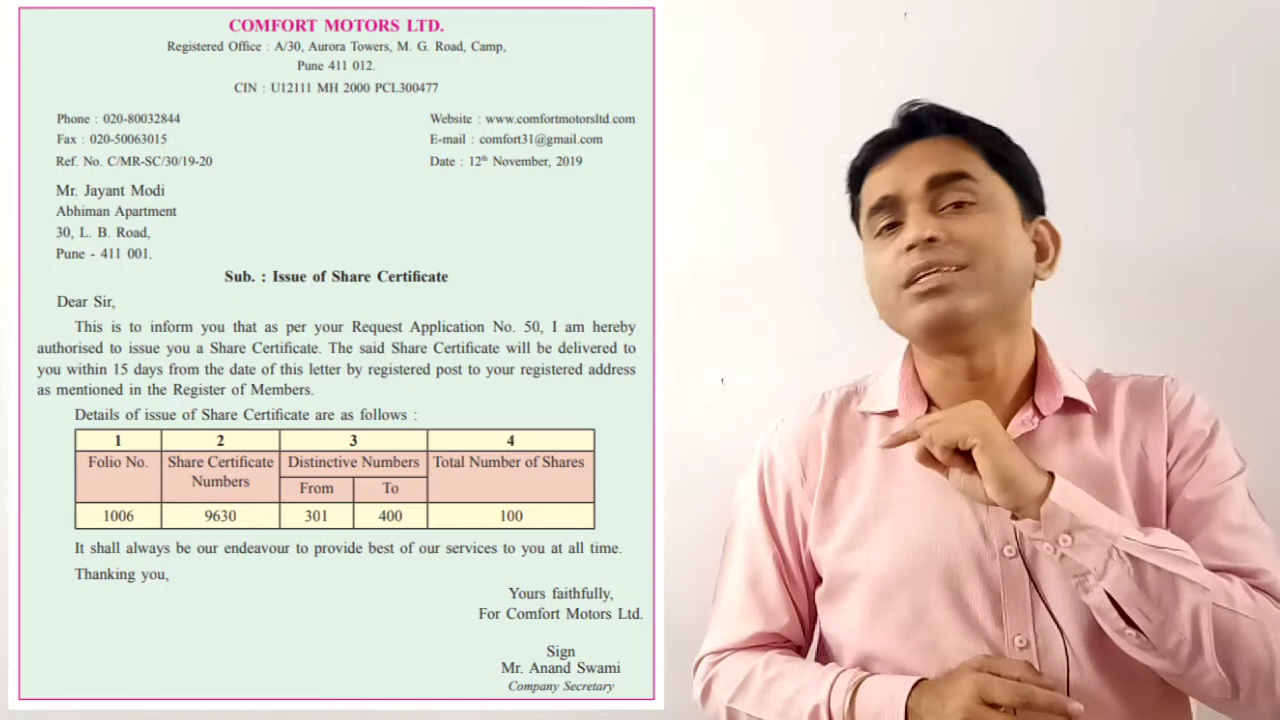 COMFORT MOTORS LTD.
Registered Office : A/30, Aurora Towers, M. G. Road, Camp,
Pune 411 012.
CIN : U12111 MH 2000 PCL300477
Phone : 020-80032844
Website : www.comfortmotorsltd.com
Fax : 020-50063015
E-mail : comfort31@gmail.com
Ref. No. C/MR-SC/30/19-20
Date : 12th November, 2019
Mr. Jayant Modi
Abhiman Apartment
30, L. B. Road,
Pune - 411 001.
Sub. : Issue of Share Certificate
Dear Sir,
This is to inform you that as per your Request Application No. 50, I am hereby
authorised to issue you a Share Certificate. The said Share Certificate will be delivered to
you within 15 days from the date of this letter by registered post to your registered address
as mentioned in the Register of Members.
Details of issue of Share Certificate are as follows :
1 2 3 4
Folio No. Share Certificate Numbers Distinctive Numbers Total Number of Shares
From To
1006 9630 301 400 100
It shall always be our endeavour to provide best of our services to you at all time.
Thanking you,
Yours faithfully,
For Comfort Motors Ltd.
Sign
Mr. Anand Swami
Company Secretary